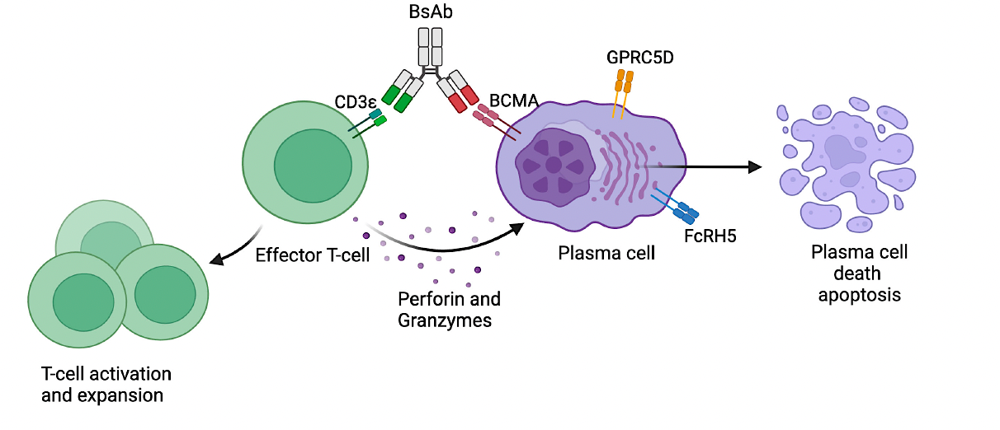 BsAb
GPRC5D
CD3ε
BCMA
FcRH5
Effector T-cell
Plasma cell
Plasma cell
death
apoptosis
Perforin and
Granzymes
T-cell activation
and expansion